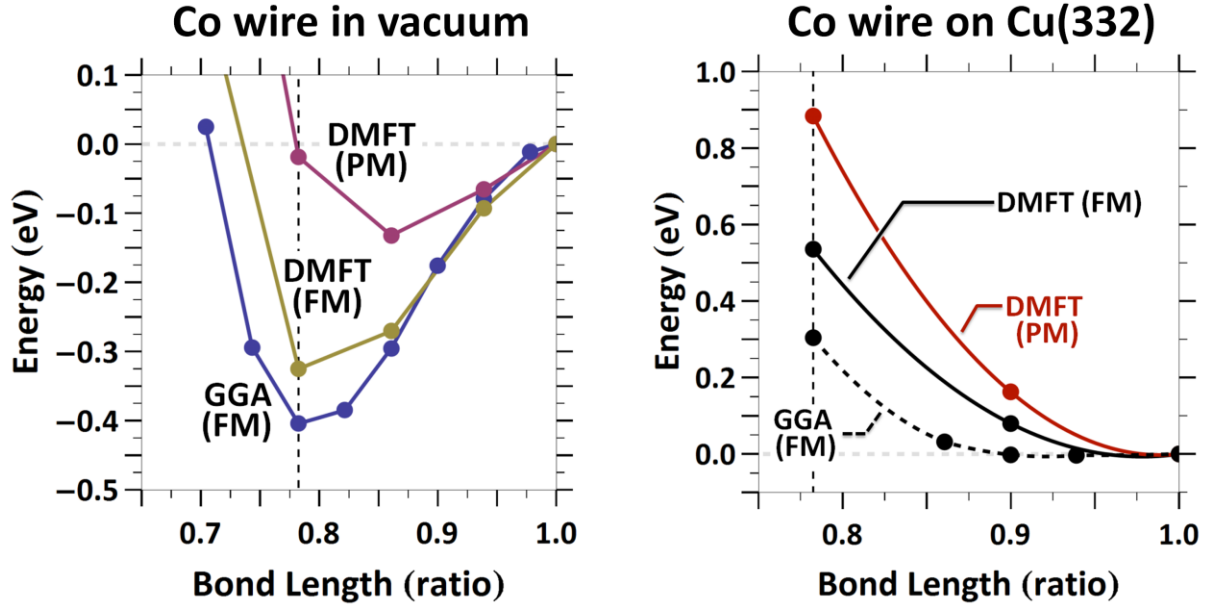 Co wire in vacuum
0.1
0.0
−0.1
−0.2
−0.3
−0.4
−0.5
Energy (eV)
DMFT
(PM)
DMFT
(FM)
GGA
(FM)
0.7
0.8
0.9
1.0
Bond Length (ratio)
Co wire on Cu(332)
1.0
0.8
0.6
0.4
0.2
0.0
Energy (eV)
DMFT (FM)
DMFT
(PM)
GGA
(FM)
0.8
0.9
1.0
Bond Length (ratio)